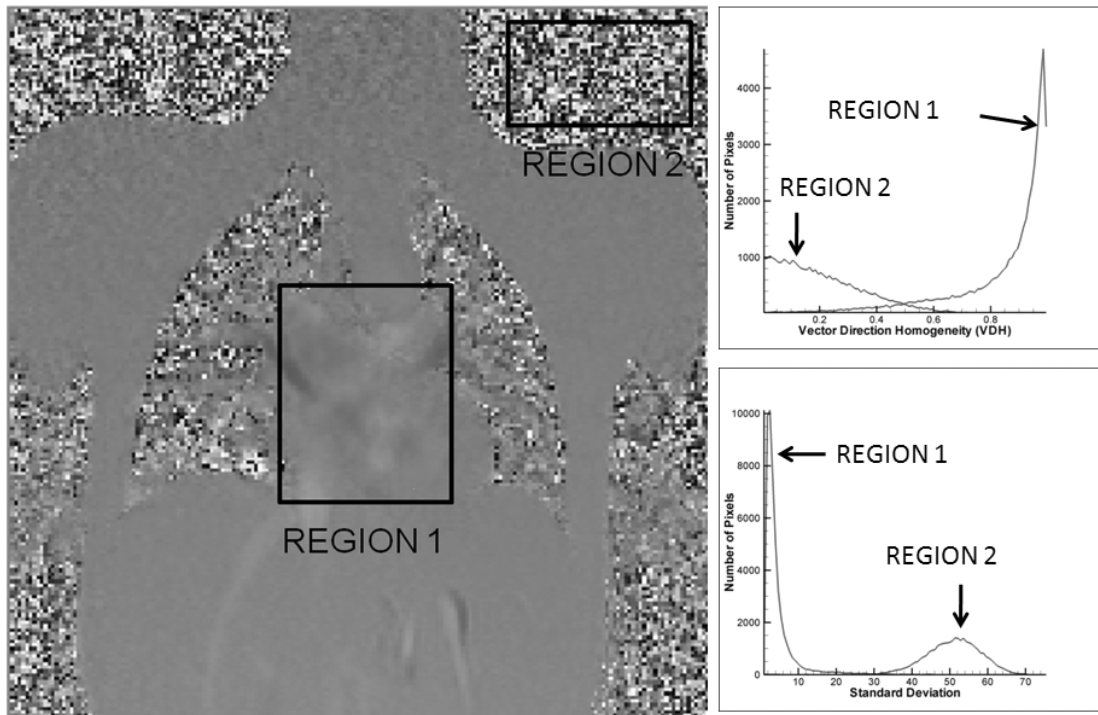 REGION 2
REGION 1
Number of Pixels
4000
3000
2000
1000
0.2 0.4 0.6 0.8
Vector Direction Homogeneity (VDH)
REGION 1
REGION 2
Number of Pixels
10000
8000
6000
4000
2000
0
10 20 30 40 50 60 70
Standard Deviation
REGION 1
REGION 2